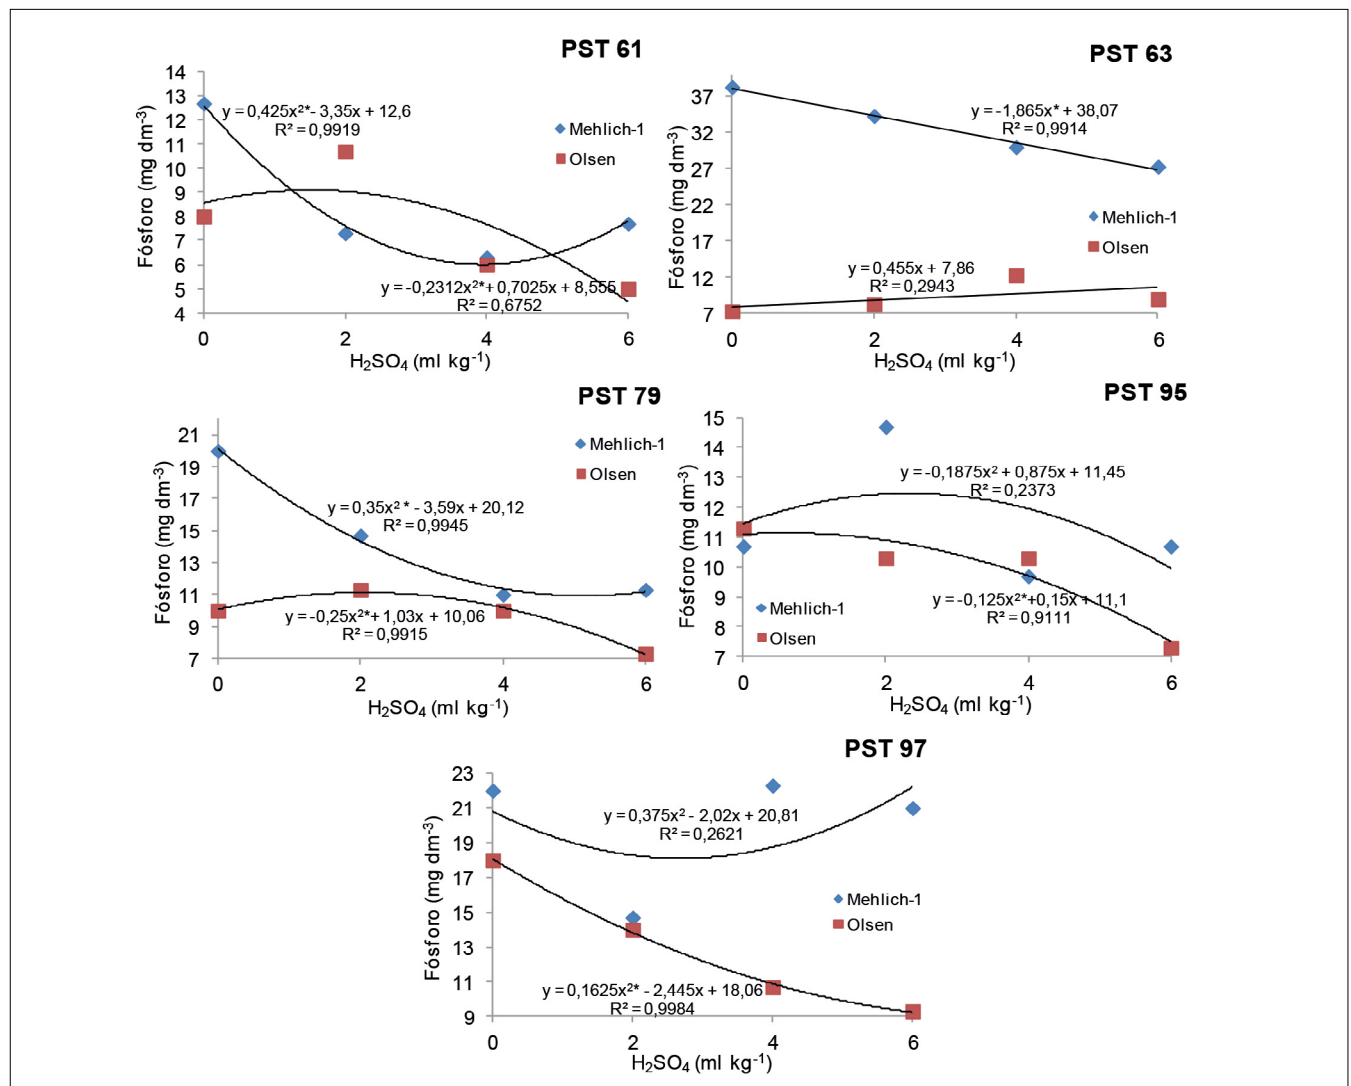 PST 61
14
13
12
11
10
9
8
7
6
5
4
Fósforo (mg dm-3)
y = 0,425x²*- 3,35x + 12,6
R² = 0,9919
Mehlich-1
Olsen
y = -0,2312x²*+ 0,7025x + 8,555
R² = 0,6752
0 2 4 6
H2SO4 (ml kg-1)
PST 63
37
32
27
22
17
12
7
Fósforo (mg dm-3)
y = -1,865x* + 38,07
R² = 0,9914
Mehlich-1
Olsen
y = 0,455x + 7,86
R² = 0,2943
0 2 4 6
H2SO4 (ml kg-1)
PST 79
21
19
17
15
13
11
9
7
Fósforo (mg dm-3)
Mehlich-1
Olsen
y = 0,35x² * - 3,59x + 20,12
R² = 0,9945
y = -0,25x²*+ 1,03x + 10,06
R² = 0,9915
0 2 4 6
H2SO4 (ml kg-1)
PST 95
15
14
13
12
11
10
9
8
7
Fósforo (mg dm-3)
y = -0,1875x² + 0,875x + 11,45
R² = 0,2373
y = -0,125x²*+0,15x + 11,1
R² = 0,9111
Mehlich-1
Olsen
0 2 4 6
H2SO4 (ml kg-1)
PST 97
23
21
19
17
15
13
11
9
Fósforo (mg dm-3)
y = 0,375x² - 2,02x + 20,81
R² = 0,2621
Mehlich-1
Olsen
y = 0,1625x²* - 2,445x + 18,06
R² = 0,9984
0 2 4 6
H2SO4 (ml kg-1)